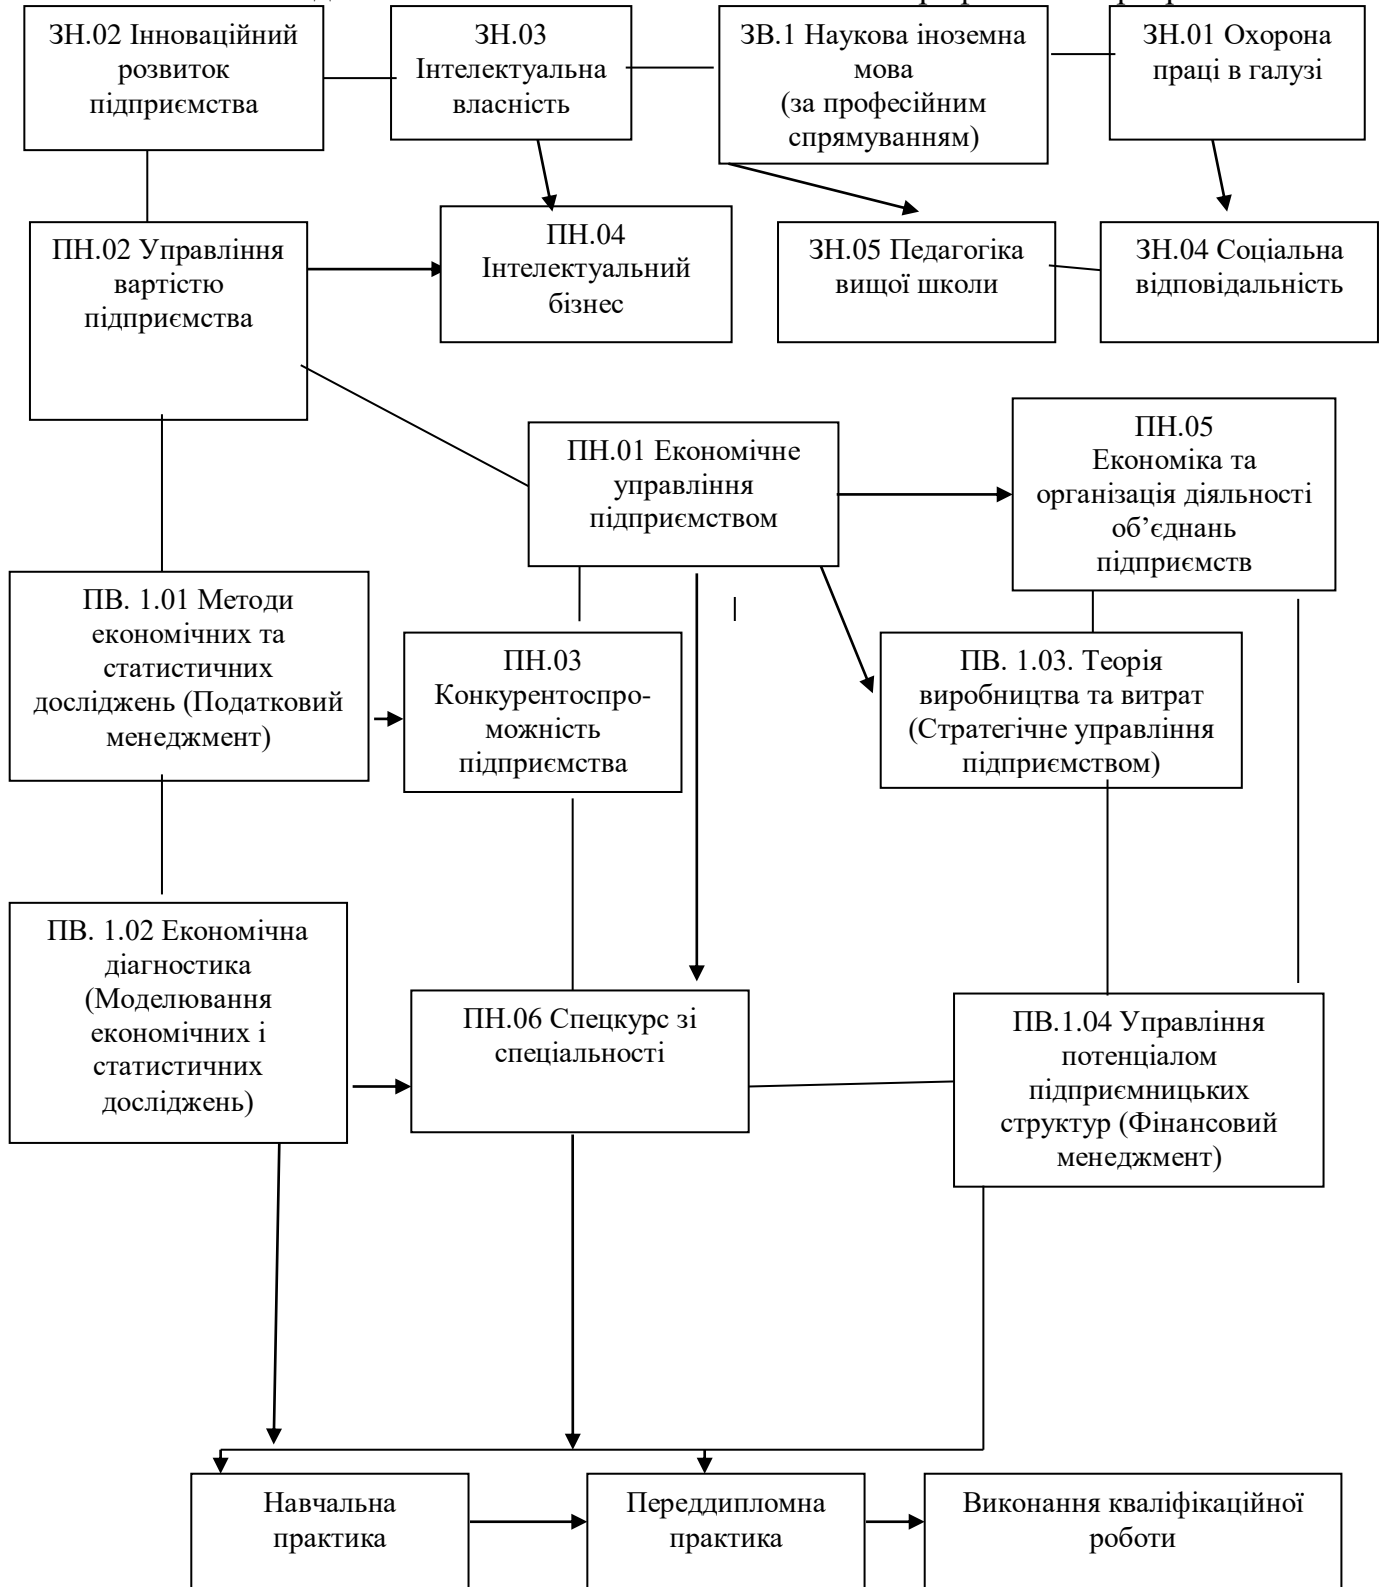 ЗН.02 Інноваційний
розвиток
підприємства
ЗН.03
Інтелектуальна
власність
ЗВ.1 Наукова іноземна
мова
(за професійним
спрямуванням)
ЗН.01 Охорона
праці в галузі
ПН.02 Управління
вартістю
підприємства
ПН.04
Інтелектуальний
бізнес
ЗН.05 Педагогіка
вищої школи
ЗН.04 Соціальна
відповідальність
ПН.01 Економічне
управління
підприємством
ПН.05
Економіка та
організація діяльності
об’єднань
підприємств
ПВ. 1.01 Методи
економічних та
статистичних
досліджень (Податковий
менеджмент)
ПН.03
Конкурентоспро-
можність
підприємства
ПВ. 1.03. Теорія
виробництва та витрат
(Стратегічне управління
підприємством)
ПВ. 1.02 Економічна
діагностика
(Моделювання
економічних і
статистичних
досліджень)
ПН.06 Спецкурс зі
спеціальності
ПВ.1.04 Управління
потенціалом
підприємницьких
структур (Фінансовий
менеджмент)
Навчальна
практика
Переддипломна
практика
Виконання кваліфікаційної
роботи